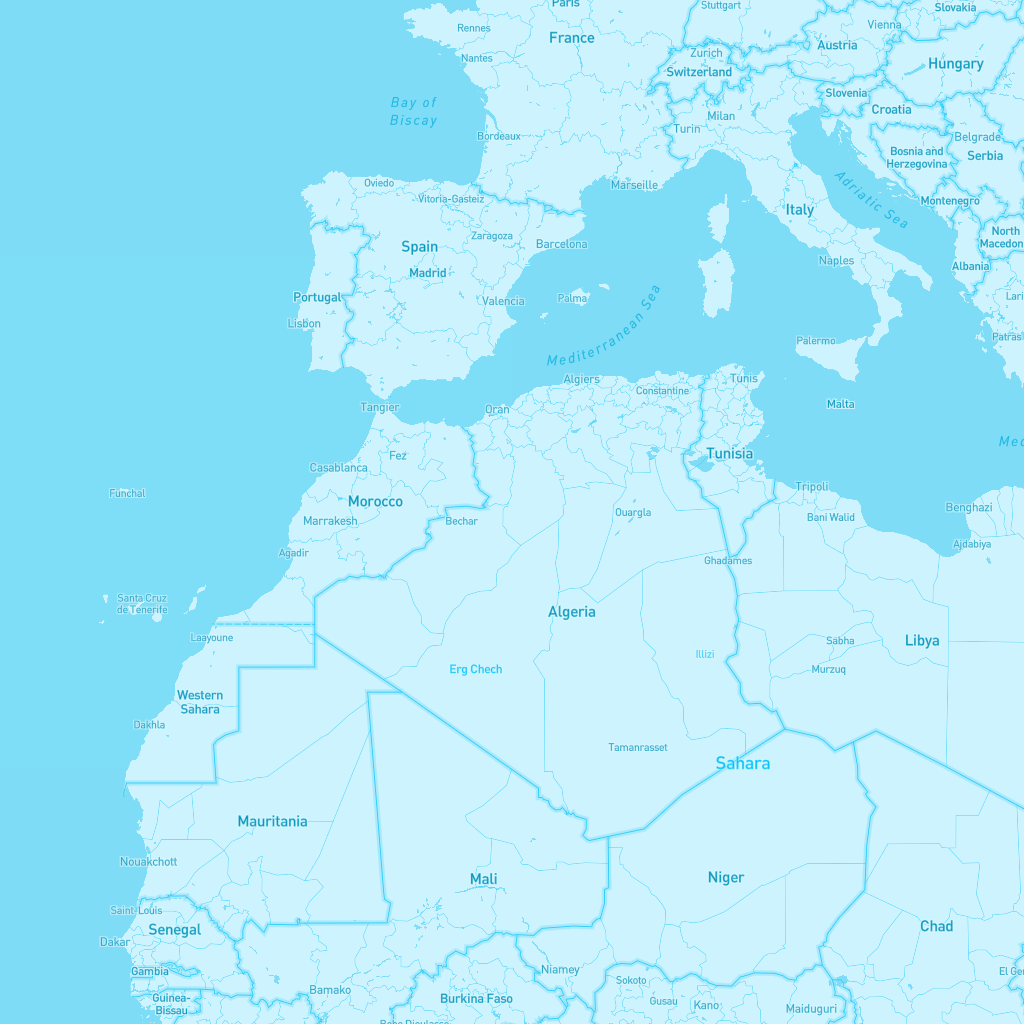 Paris
Stuttgart
Slovakia
Rennes
Vienna
France
Austria
Nantes
Zurich
Hungary
Switzerland
Slovenia
Bay of
Biscay
Croatia
Milan
Turin
Bordeaux
Belgrade
Bosnia and
Herzegovina
Serbia
Oviedo
Marseille
Adriatic Sea
Vitoria-Gasteiz
Montenegro
Italy
Zaragoza
North
Macedon
Spain
Barcelona
Naples
Albania
Madrid
Portugal
Valencia
Palma
Lari
Lisbon
Mediterranean Sea
Palermo
Patras
Algiers
Tunis
Constantine
Tangier
Oran
Malta
Med
Fez
Tunisia
Casablanca
Funchal
Tripoli
Morocco
Benghazi
Marrakesh
Bechar
Ouargla
Bani Walid
Agadir
Ajdabiya
Ghadames
Santa Cruz
de Tenerife
Algeria
Laayoune
Sabha
Libya
Illizi
Erg Chech
Murzuq
Western
Sahara
Dakhla
Tamanrasset
Sahara
Mauritania
Nouakchott
Mali
Niger
Saint-Louis
Senegal
Chad
Dakar
Gambia
Niamey
El Ge
Sokoto
Bamako
Guinea-
Bissau
Burkina Faso
Gusau
Kano
Maiduguri
Bobo Dioulasso